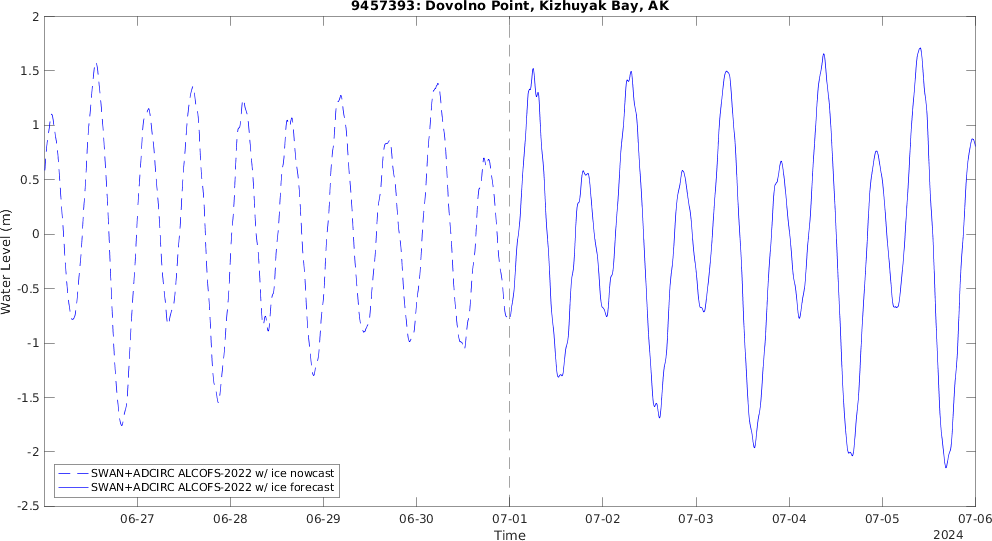 9457393: Dovolno Point, Kizhuyak Bay, AK
Water Level (m)
2
1.5
1
0.5
0
-0.5
-1
-1.5
-2
-2.5
SWAN+ADCIRC ALCOFS-2022 w/ ice nowcast
SWAN+ADCIRC ALCOFS-2022 w/ ice forecast
06-27 06-28 06-29 06-30 07-01 07-02 07-03 07-04 07-05 07-06
Time
2024